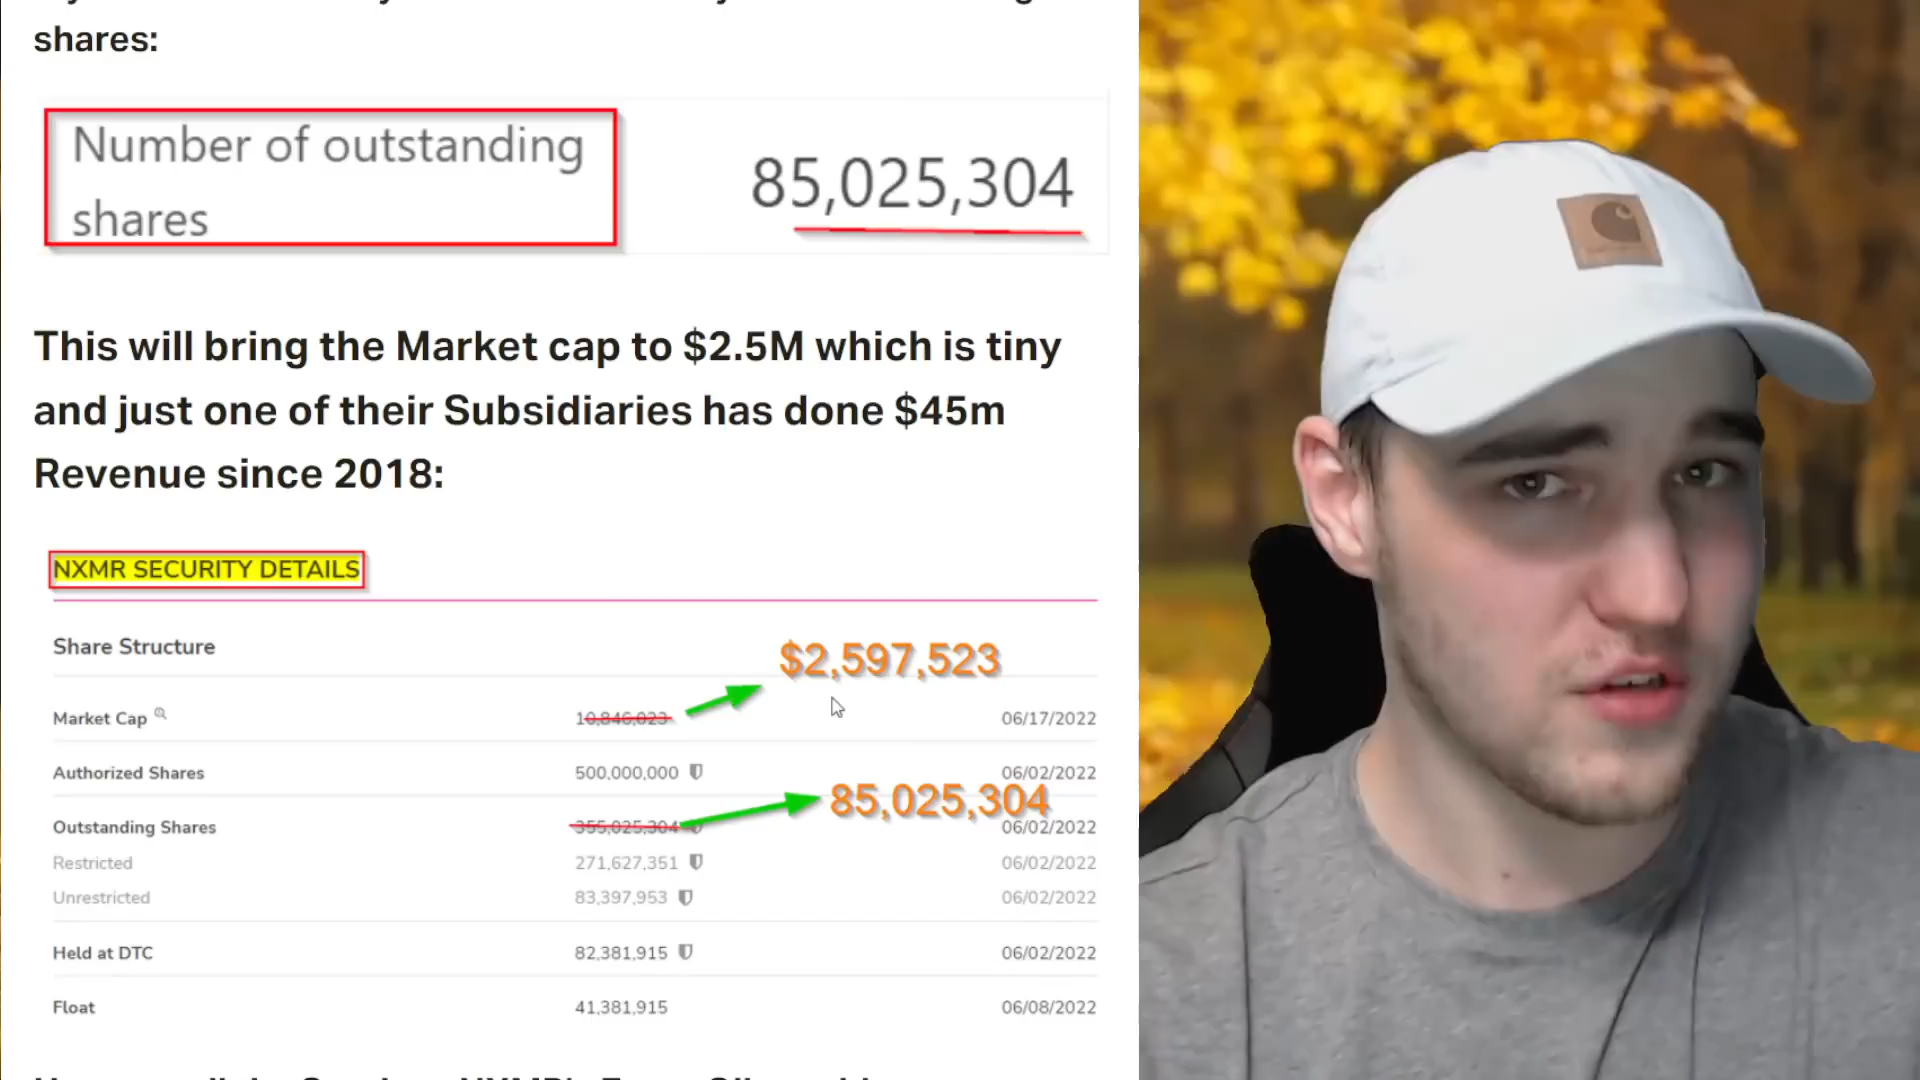 shares:
Number of outstanding
shares
85,025,304
This will bring the Market cap to $2.5M which is tiny
and just one of their Subsidiaries has done $45m
Revenue since 2018:
NXMR SECURITY DETAILS
Share Structure
$2,597,523
Market Cap 10,846,023 06/17/2022
Authorized Shares 500,000,000 06/02/2022
85,025,304
Outstanding Shares 355,025,304 06/02/2022
Restricted 271,627,351 06/02/2022
Unrestricted 83,397,953 06/02/2022
Held at DTC 82,381,915 06/02/2022
Float 41,381,915 06/08/2022